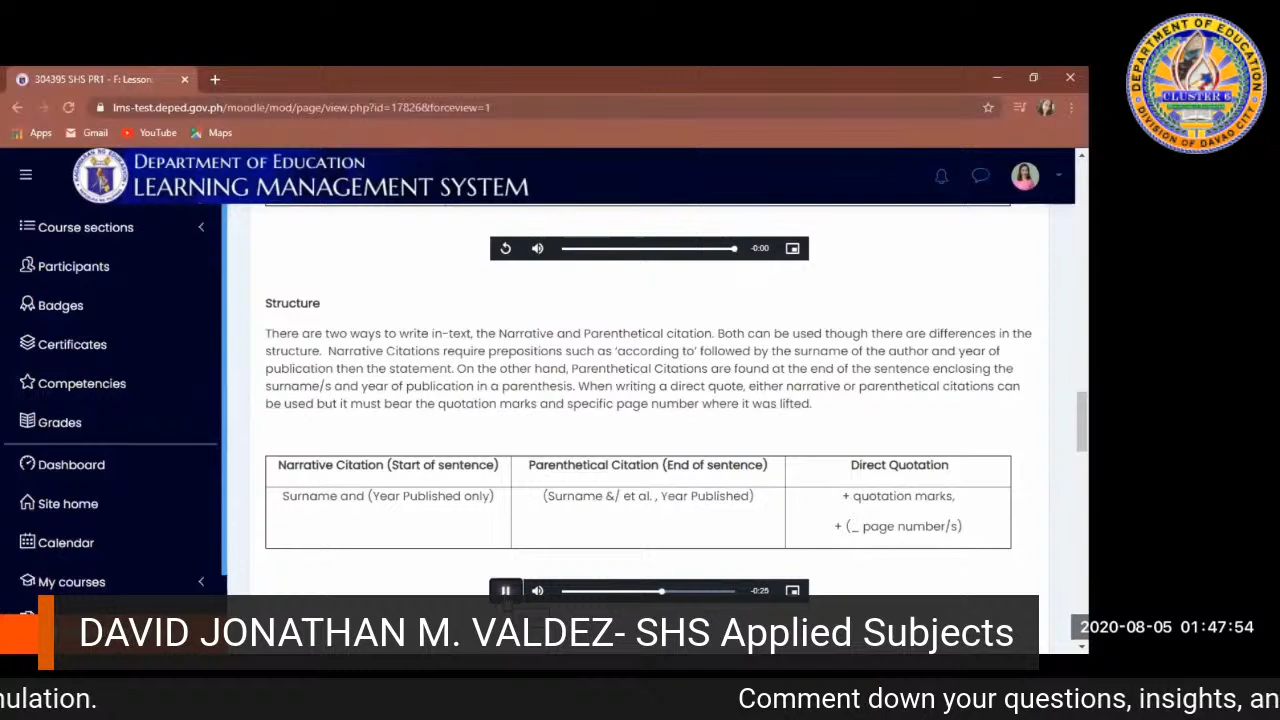 DEPARTMENT OF EDUCATION
CLUSTER 6
DIVISION OF DAVAO CITY
304395 SHS PR1 - F: Lesson
lms-test.deped.gov.ph/moodle/mod/page/view.php?id=17826&forceview=1
Apps Gmail YouTube Maps
DEPARTMENT OF EDUCATION
LEARNING MANAGEMENT SYSTEM
Course sections
Participants
Badges
Certificates
Competencies
Grades
Dashboard
Site home
Calendar
My courses
-0:00
Structure
There are two ways to write in-text, the Narrative and Parenthetical citation. Both can be used though there are differences in the
structure. Narrative Citations require prepositions such as 'according to' followed by the surname of the author and year of
publication then the statement. On the other hand, Parenthetical Citations are found at the end of the sentence enclosing the
surname/s and year of publication in a parenthesis. When writing a direct quote, either narrative or parenthetical citations can
be used but it must bear the quotation marks and specific page number where it was lifted.
Narrative Citation (Start of sentence) Parenthetical Citation (End of sentence) Direct Quotation
Surname and (Year Published only) (Surname &/ et al. , Year Published) + quotation marks,
+ (_ page number/s)
-0:25
DAVID JONATHAN M. VALDEZ- SHS Applied Subjects
2020-08-05 01:47:54
nulation. Comment down your questions, insights, an